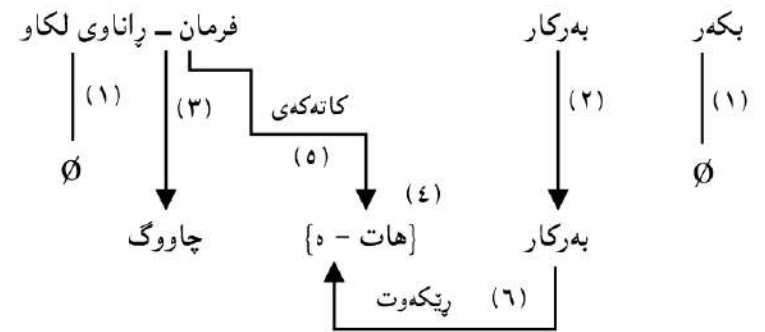 بکەر بەرکار فرمان ـ ڕاناوی لکاو
(١) (٢) (٣) (١)
کاتەکەی
(٥)
Ø Ø
(٤)
بەرکار {هات - ە} چاووگ
(٦) ڕێکەوت